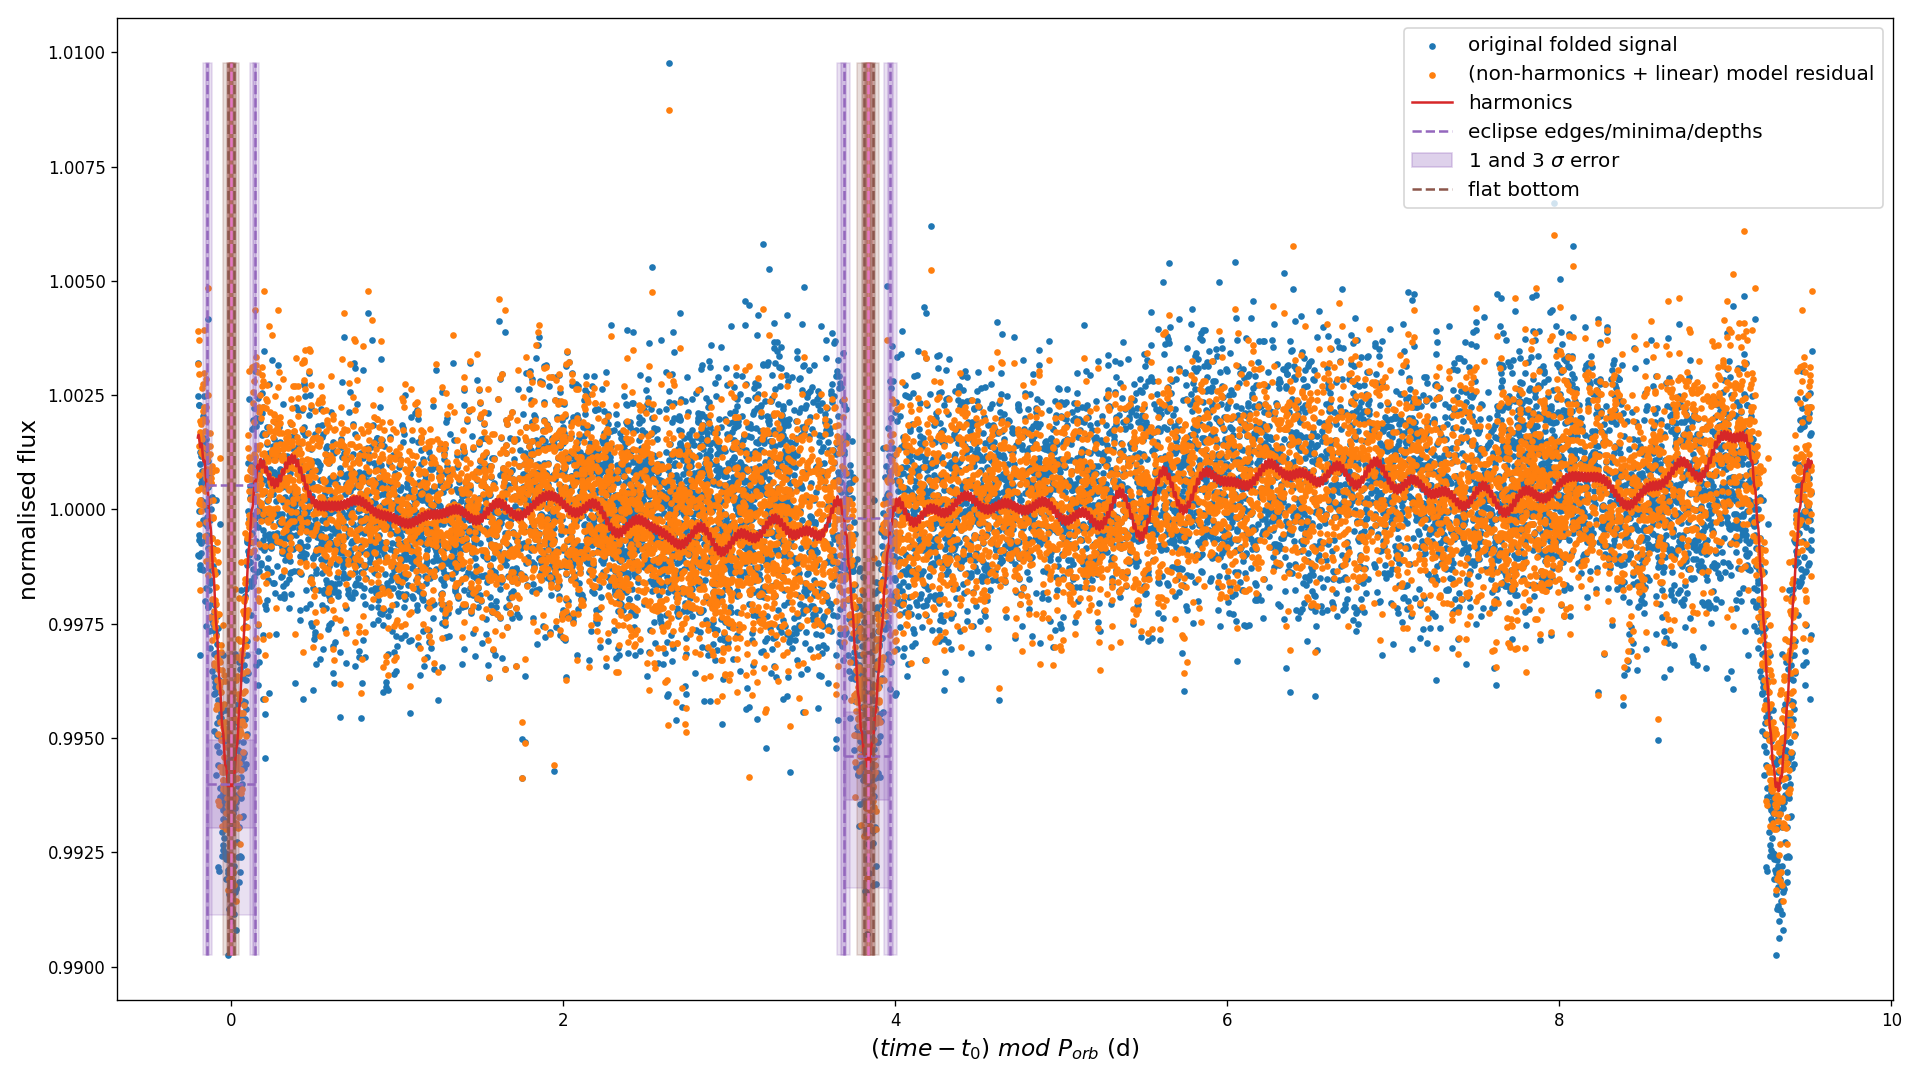 1.0100
1.0075
1.0050
1.0025
1.0000
0.9975
0.9950
0.9925
0.9900
normalised flux
original folded signal
(non-harmonics + linear) model residual
harmonics
eclipse edges/minima/depths
1 and 3 σ error
flat bottom
0 2 4 6 8 10
(time − t₀) mod Pₒᵣb (d)